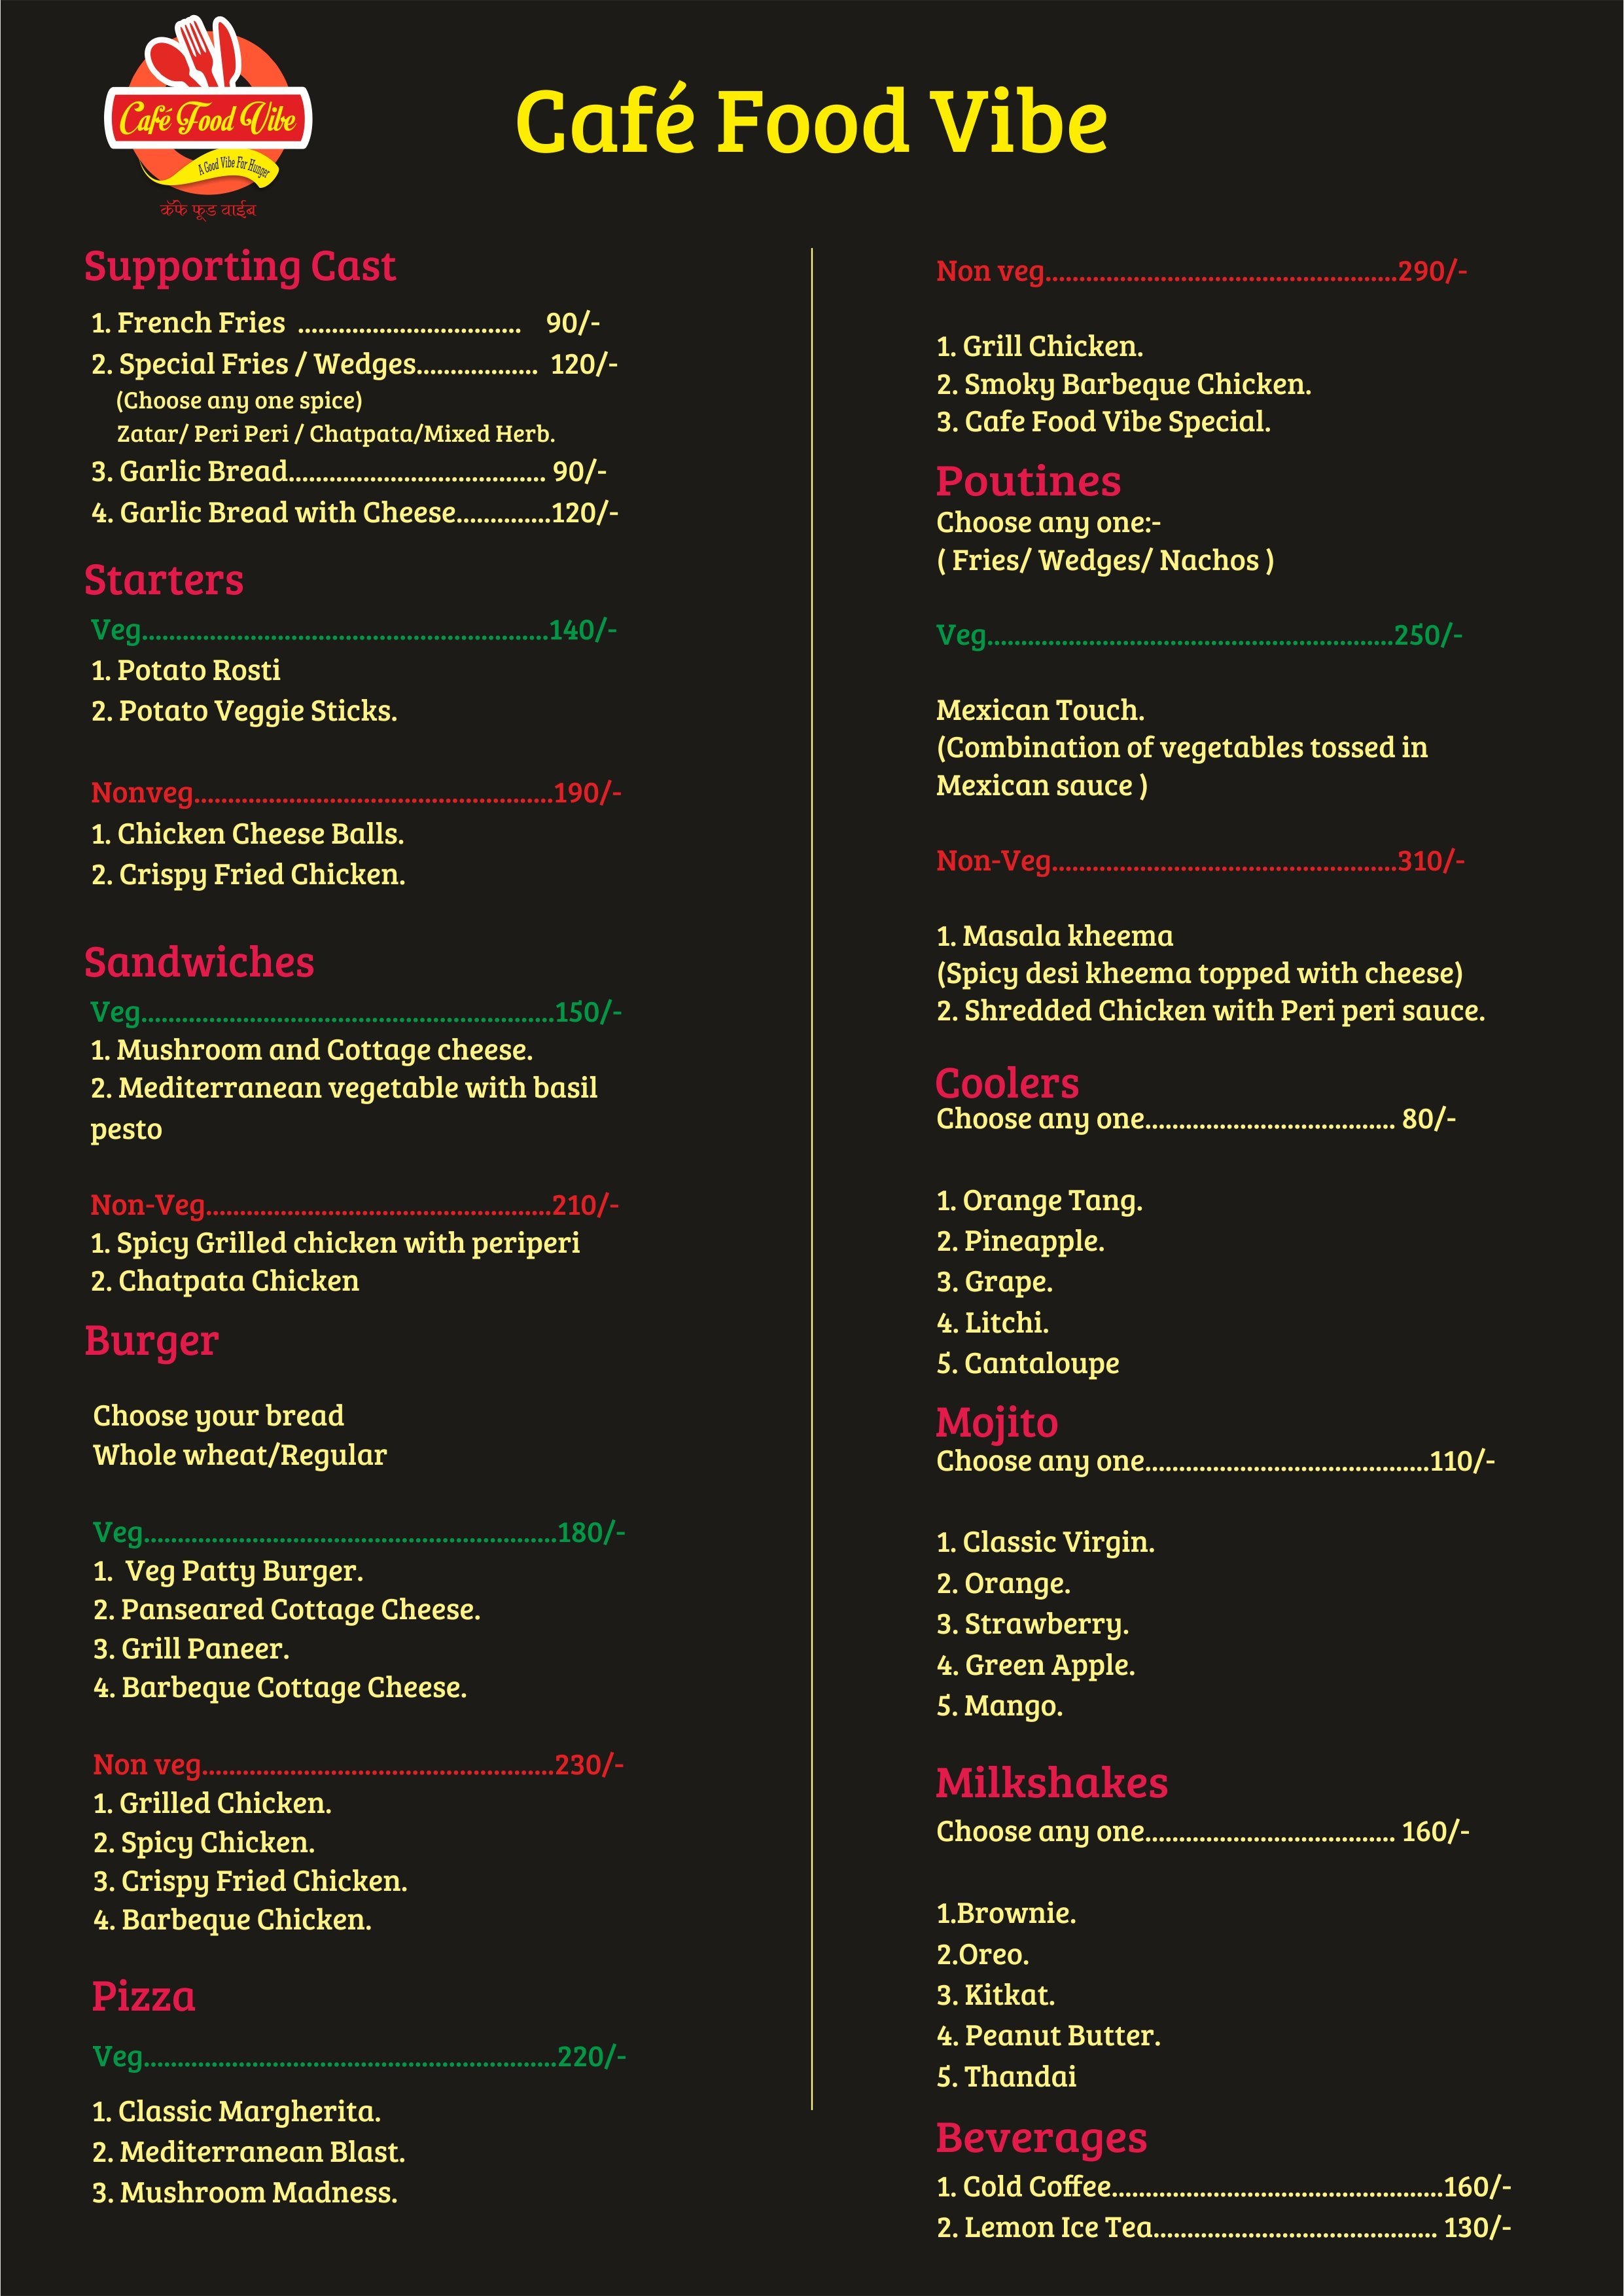 Café Food Vibe
A Good Vibe For Hunger
कॅफे फूड वाईब
Café Food Vibe
Supporting Cast
1. French Fries ................................. 90/-
2. Special Fries / Wedges.................. 120/-
(Choose any one spice)
Zatar/ Peri Peri / Chatpata/Mixed Herb.
3. Garlic Bread...................................... 90/-
4. Garlic Bread with Cheese..............120/-
Starters
Veg............................................................140/-
1. Potato Rosti
2. Potato Veggie Sticks.
Nonveg.....................................................190/-
1. Chicken Cheese Balls.
2. Crispy Fried Chicken.
Sandwiches
Veg.............................................................150/-
1. Mushroom and Cottage cheese.
2. Mediterranean vegetable with basil
pesto
Non-Veg...................................................210/-
1. Spicy Grilled chicken with periperi
2. Chatpata Chicken
Burger
Choose your bread
Whole wheat/Regular
Veg.............................................................180/-
1. Veg Patty Burger.
2. Panseared Cottage Cheese.
3. Grill Paneer.
4. Barbeque Cottage Cheese.
Non veg....................................................230/-
1. Grilled Chicken.
2. Spicy Chicken.
3. Crispy Fried Chicken.
4. Barbeque Chicken.
Pizza
Veg.............................................................220/-
1. Classic Margherita.
2. Mediterranean Blast.
3. Mushroom Madness.
Non veg....................................................290/-
1. Grill Chicken.
2. Smoky Barbeque Chicken.
3. Cafe Food Vibe Special.
Poutines
Choose any one:-
( Fries/ Wedges/ Nachos )
Veg............................................................250/-
Mexican Touch.
(Combination of vegetables tossed in
Mexican sauce )
Non-Veg...................................................310/-
1. Masala kheema
(Spicy desi kheema topped with cheese)
2. Shredded Chicken with Peri peri sauce.
Coolers
Choose any one..................................... 80/-
1. Orange Tang.
2. Pineapple.
3. Grape.
4. Litchi.
5. Cantaloupe
Mojito
Choose any one..........................................110/-
1. Classic Virgin.
2. Orange.
3. Strawberry.
4. Green Apple.
5. Mango.
Milkshakes
Choose any one..................................... 160/-
1.Brownie.
2.Oreo.
3. Kitkat.
4. Peanut Butter.
5. Thandai
Beverages
1. Cold Coffee.................................................160/-
2. Lemon Ice Tea.......................................... 130/-